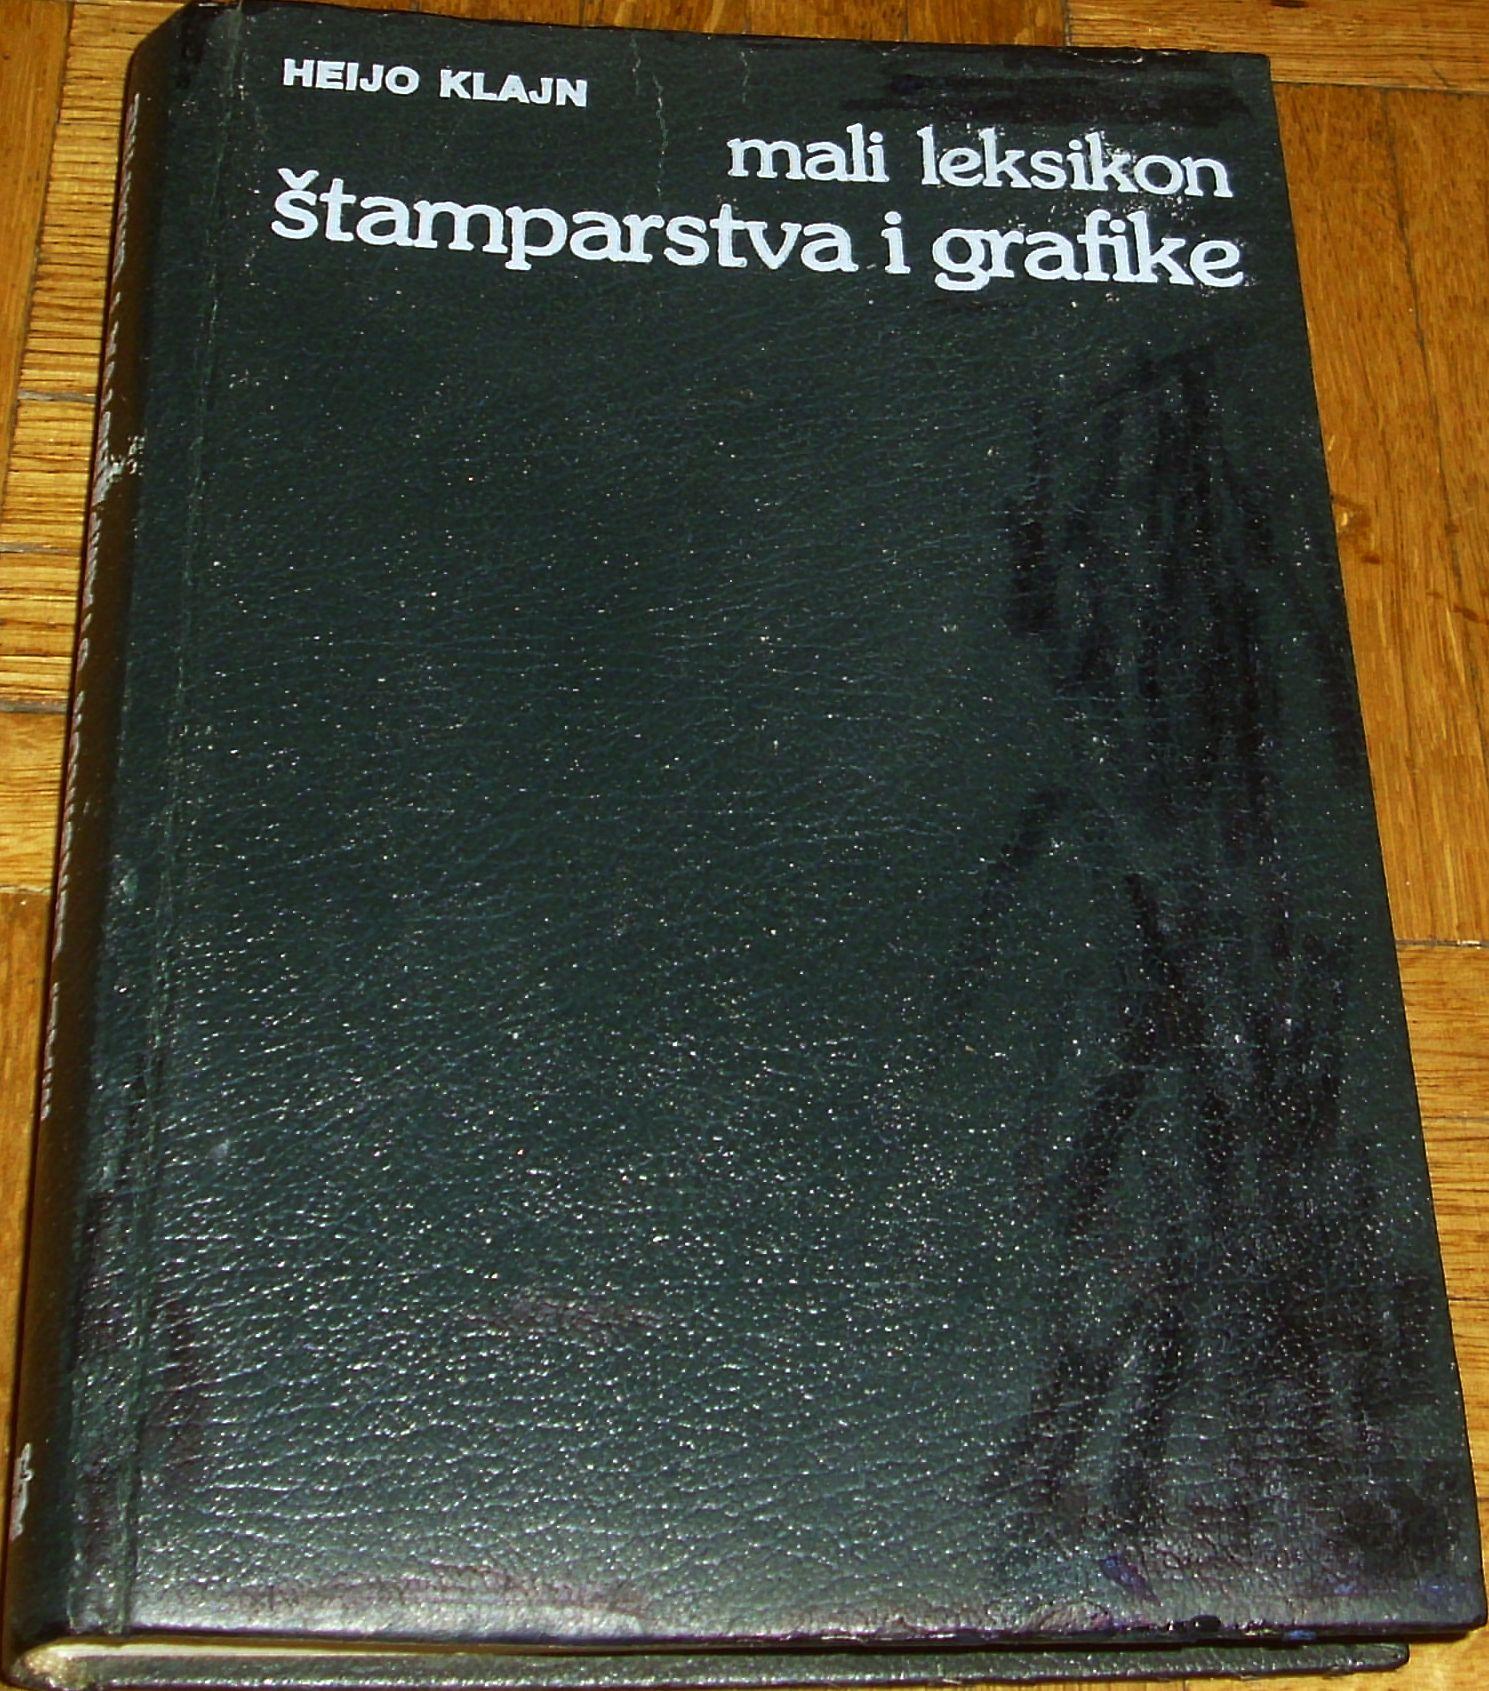 HEIJO KLAJN
mali leksikon
štamparstva i grafike